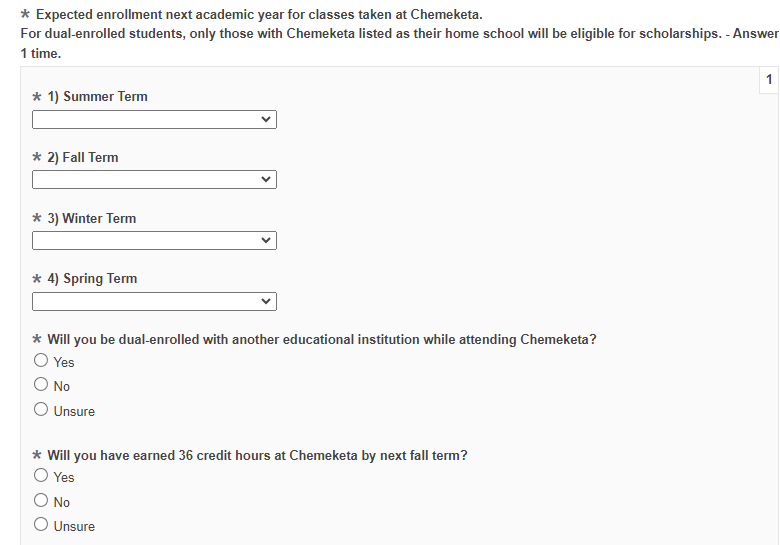 * Expected enrollment next academic year for classes taken at Chemeketa.
For dual-enrolled students, only those with Chemeketa listed as their home school will be eligible for scholarships. - Answer
1 time.
1
* 1) Summer Term
* 2) Fall Term
* 3) Winter Term
* 4) Spring Term
* Will you be dual-enrolled with another educational institution while attending Chemeketa?
Yes
No
Unsure
* Will you have earned 36 credit hours at Chemeketa by next fall term?
Yes
No
Unsure